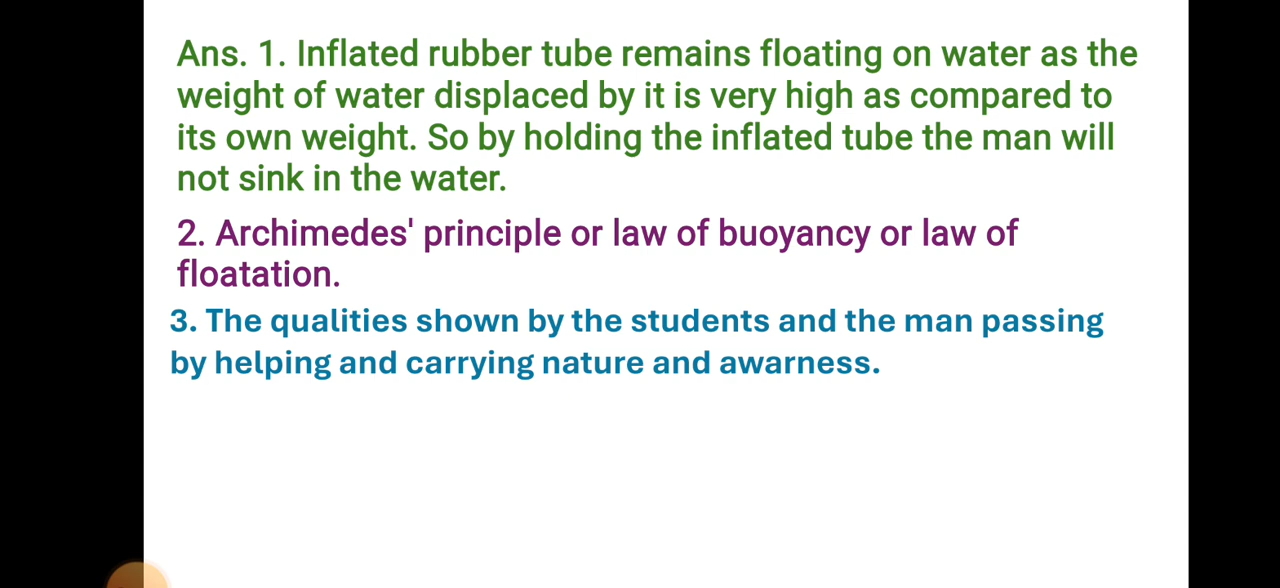 Ans. 1. Inflated rubber tube remains floating on water as the
weight of water displaced by it is very high as compared to
its own weight. So by holding the inflated tube the man will
not sink in the water.
2. Archimedes' principle or law of buoyancy or law of
floatation.
3. The qualities shown by the students and the man passing
by helping and carrying nature and awarness.